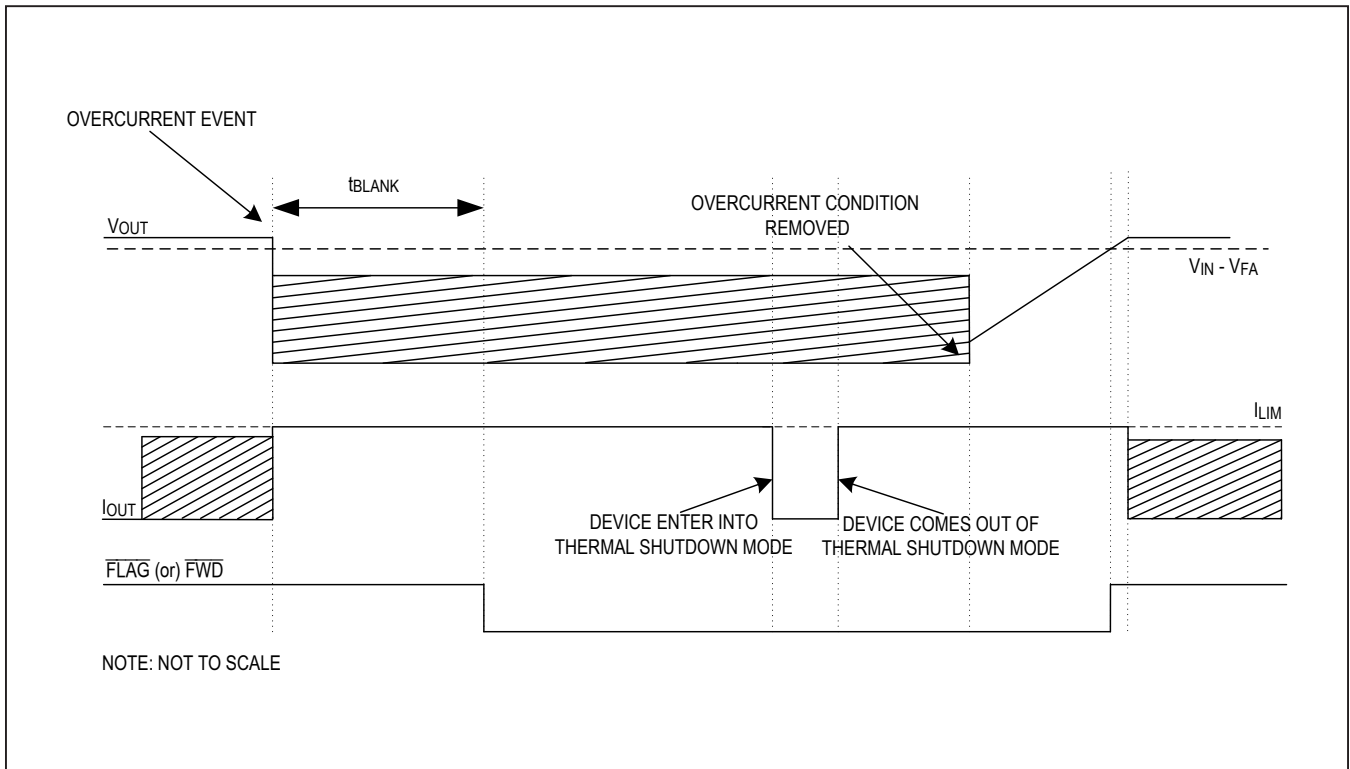 OVERCURRENT EVENT
tBLANK
OVERCURRENT CONDITION
REMOVED
VOUT
VIN - VFA
ILIM
IOUT
DEVICE ENTER INTO
THERMAL SHUTDOWN MODE
DEVICE COMES OUT OF
THERMAL SHUTDOWN MODE
FLAG (or) FWD
NOTE: NOT TO SCALE